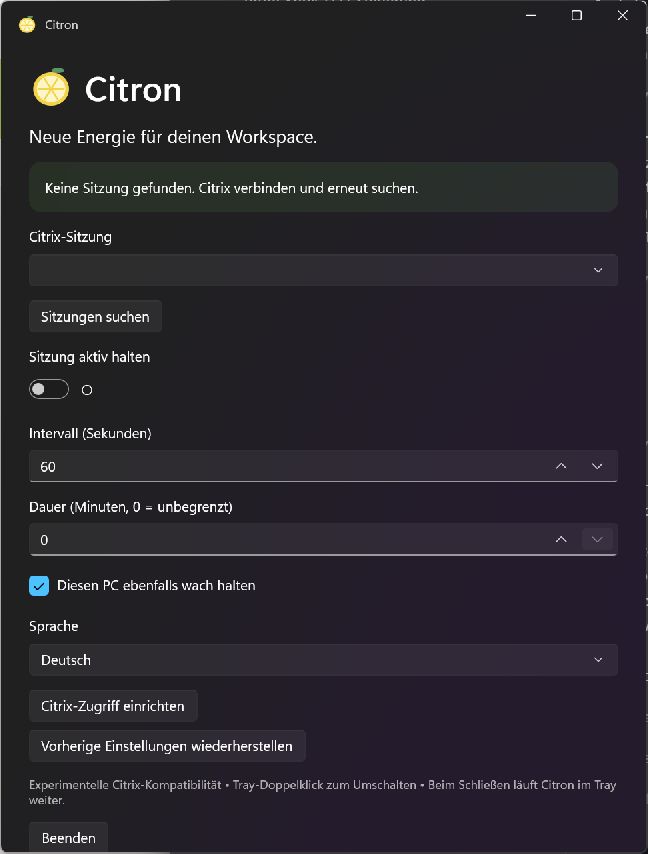 Citron
Citron
Neue Energie für deinen Workspace.
Keine Sitzung gefunden. Citrix verbinden und erneut suchen.
Citrix-Sitzung
Sitzungen suchen
Sitzung aktiv halten
Intervall (Sekunden)
60
Dauer (Minuten, 0 = unbegrenzt)
0
Diesen PC ebenfalls wach halten
Sprache
Deutsch
Citrix-Zugriff einrichten
Vorherige Einstellungen wiederherstellen
Experimentelle Citrix-Kompatibilität • Tray-Doppelklick zum Umschalten • Beim Schließen läuft Citron im Tray
weiter.
Beenden